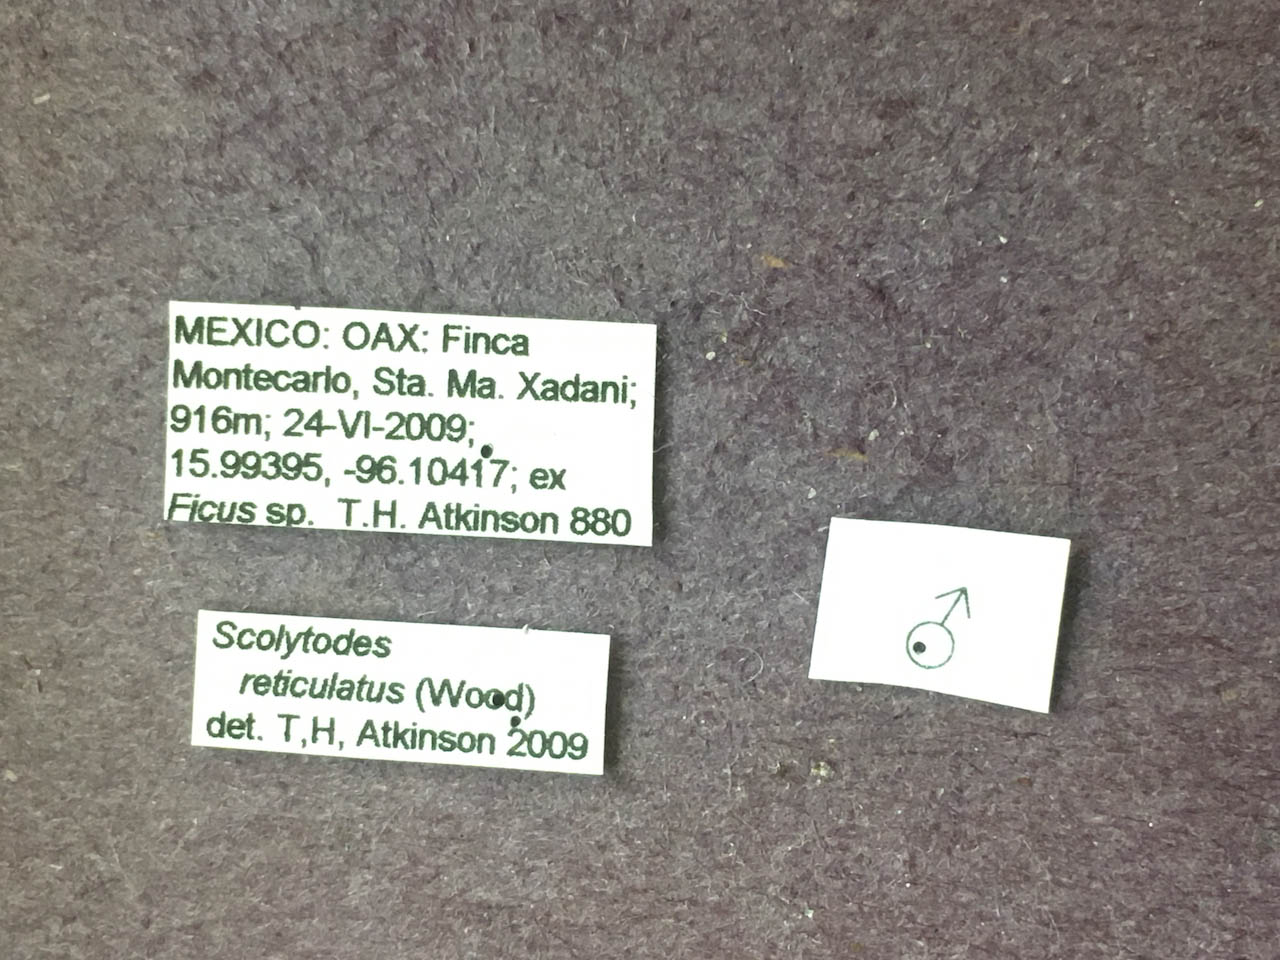 MEXICO: OAX: Finca
Montecarlo, Sta. Ma. Xadani;
916m; 24-VI-2009;
15.99395, -96.10417; ex
Ficus sp. T.H. Atkinson 880
Scolytodes
reticulatus (Wood)
det. T,H, Atkinson 2009
♂